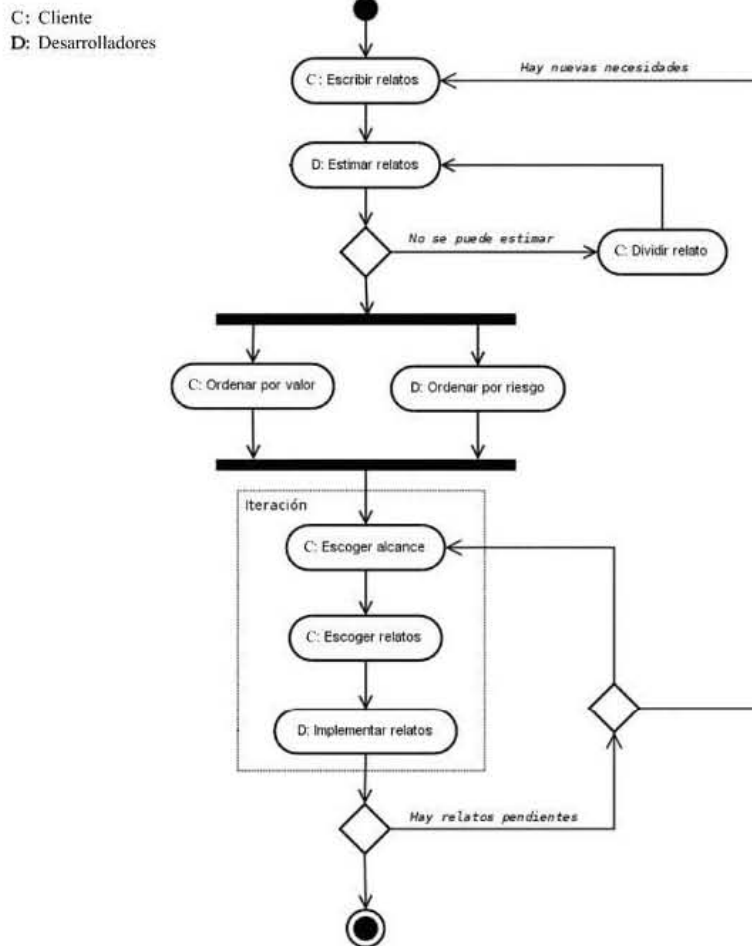 C: Cliente
D: Desarrolladores
C: Escribir relatos
Hay nuevas necesidades
D: Estimar relatos
No se puede estimar
C: Dividir relato
C: Ordenar por valor
D: Ordenar por riesgo
Iteración
C: Escoger alcance
C: Escoger relatos
D: Implementar relatos
Hay relatos pendientes